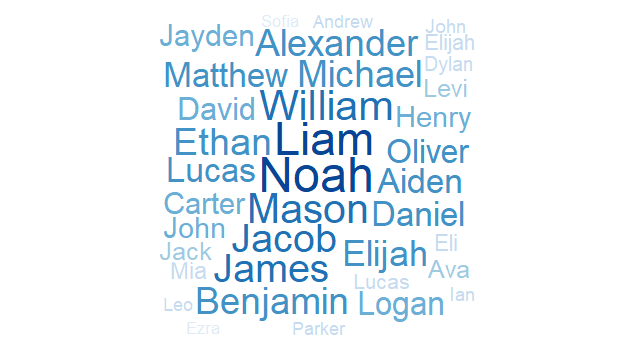 Sofia Andrew John
Jayden Alexander Elijah
Matthew Michael Dylan
David William Levi
Ethan Liam Henry
Lucas Noah Oliver
Carter Mason Aiden
John Jacob Daniel
Jack James Elijah Eli
Mia Lucas Ava
Leo Benjamin Logan Ian
Ezra Parker